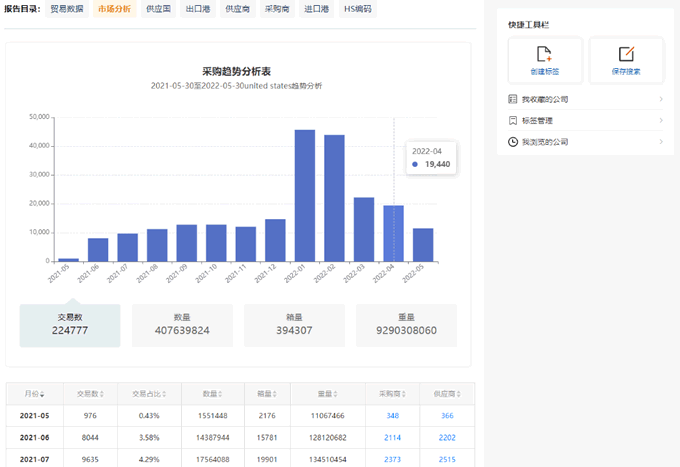 报告目录: 贸易数据 市场分析 供应国 出口港 供应商 采购商 进口港 HS编码
采购趋势分析表
2021-05-30至2022-05-30united states趋势分析
50,000
40,000
30,000
20,000
10,000
0
2021-05 2021-06 2021-07 2021-08 2021-09 2021-10 2021-11 2021-12 2022-01 2022-02 2022-03 2022-04 2022-05
2022-04
19,440
交易数 数量 箱量 重量
224777 407639824 394307 9290308060
月份 交易数 交易占比 数量 箱量 重量 采购商 供应商
2021-05 976 0.43% 1551448 2176 11067466 348 366
2021-06 8044 3.58% 14387944 15781 128120682 2114 2202
2021-07 9635 4.29% 17564088 19901 134510454 2373 2515
快捷工具栏
创建标签 保存搜索
我收藏的公司
标签管理
我浏览的公司